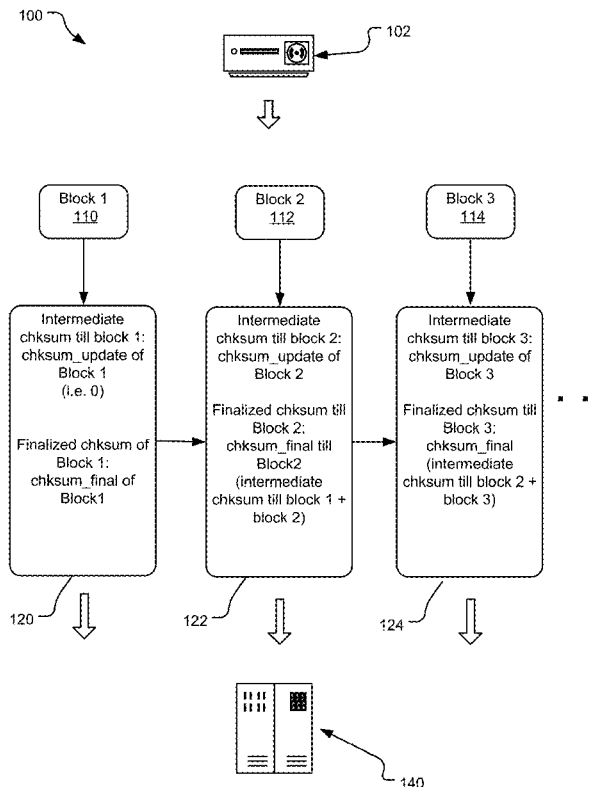 100
102
Block 1
110
Block 2
112
Block 3
114
Intermediate
chksum till block 1:
chksum_update of
Block 1
(i.e. 0)
Finalized chksum of
Block 1:
chksum_final of
Block1
Intermediate
chksum till block 2:
chksum_update of
Block 2
Finalized chksum till
Block 2:
chksum_final till
Block2
(intermediate
chksum till block 1 +
block 2)
Intermediate
chksum till block 3:
chksum_update of
Block 3
Finalized chksum till
Block 3:
chksum_final
(intermediate
chksum till block 2 +
block 3)
120
122
124
140